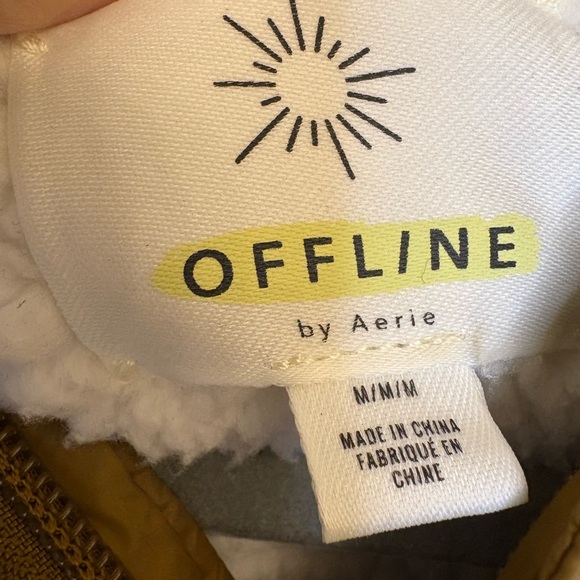 OFFLINE
by Aerie
M/M/M
MADE IN CHINA
FABRIQUÉ EN
CHINE